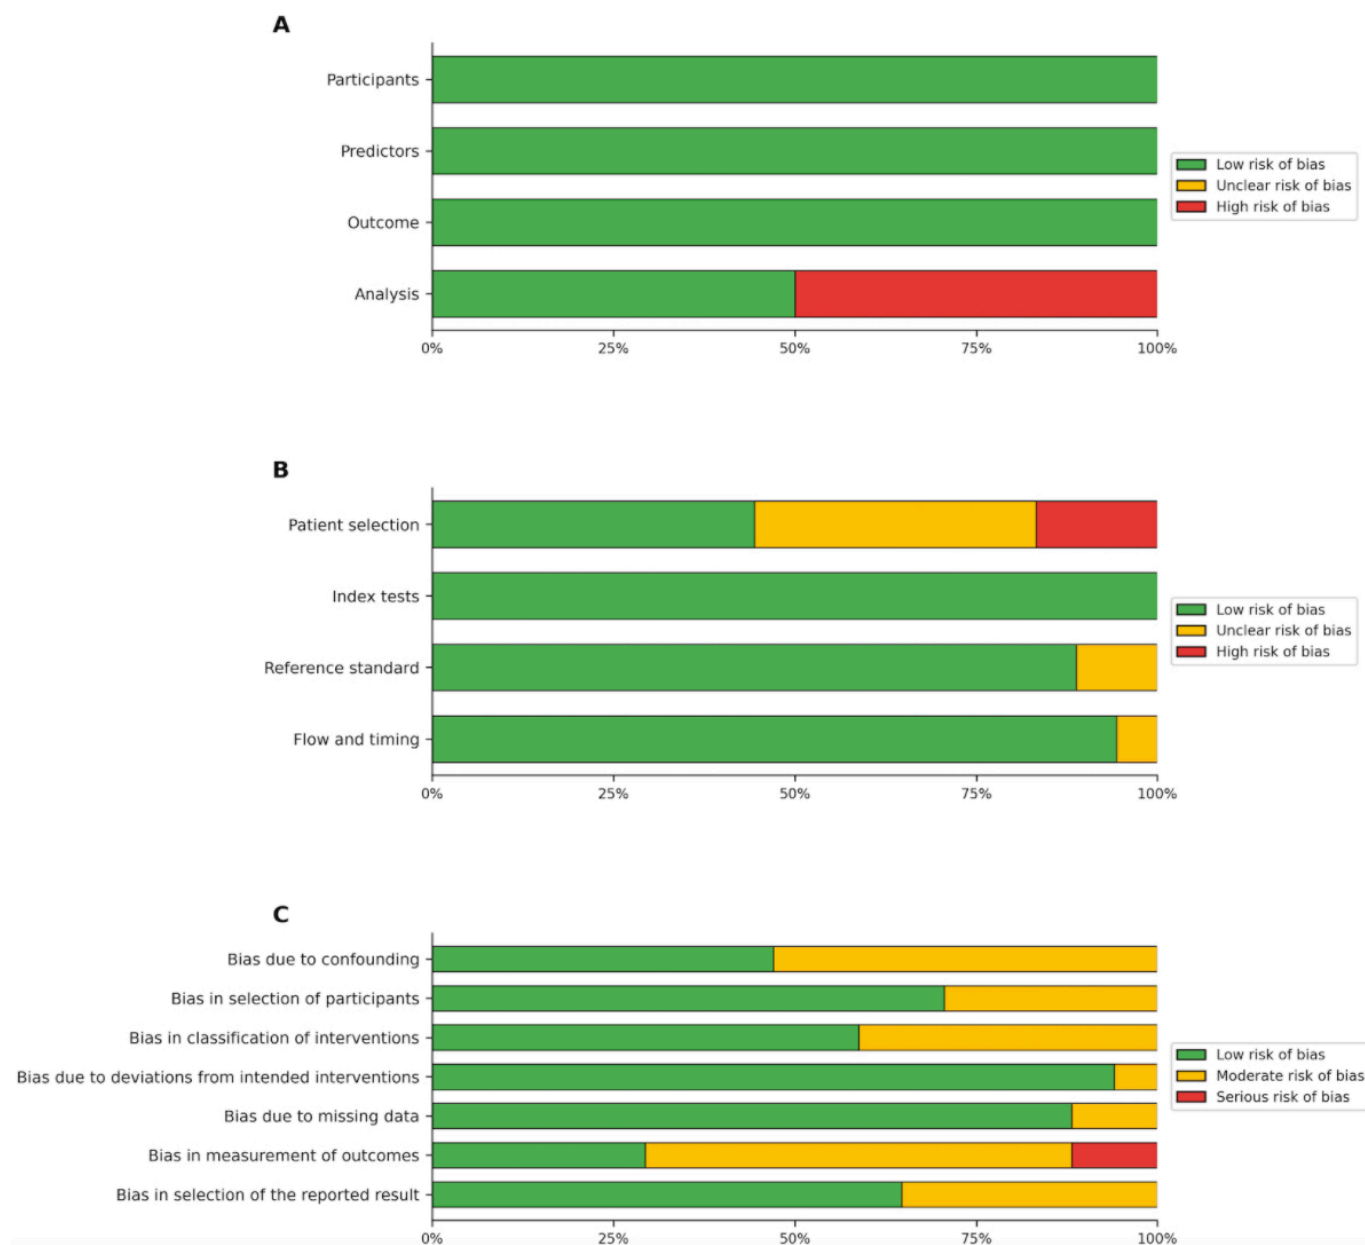 A
Participants
Predictors
Outcome
Analysis
0% 25% 50% 75% 100%
Low risk of bias
Unclear risk of bias
High risk of bias
B
Patient selection
Index tests
Reference standard
Flow and timing
0% 25% 50% 75% 100%
Low risk of bias
Unclear risk of bias
High risk of bias
C
Bias due to confounding
Bias in selection of participants
Bias in classification of interventions
Bias due to deviations from intended interventions
Bias due to missing data
Bias in measurement of outcomes
Bias in selection of the reported result
0% 25% 50% 75% 100%
Low risk of bias
Moderate risk of bias
Serious risk of bias